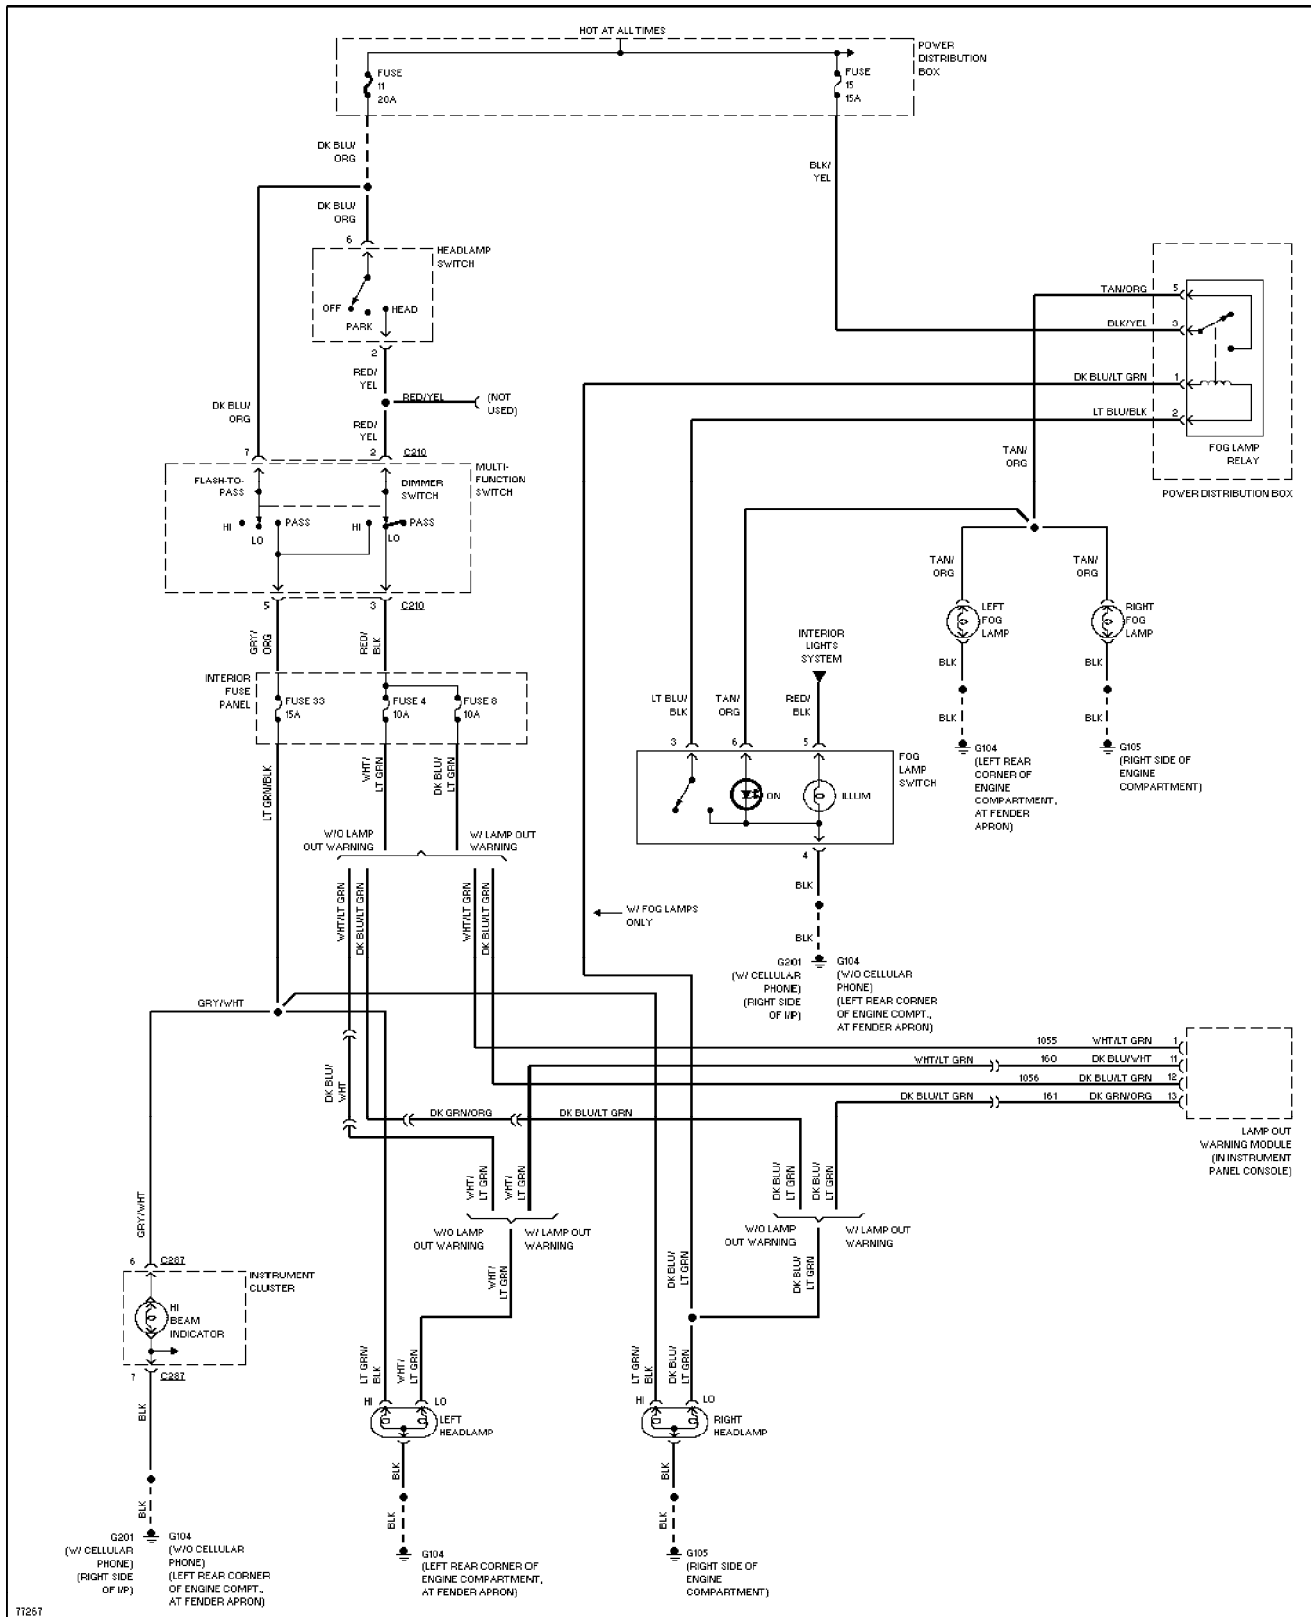 HOT AT ALL TIMES
POWER
DISTRIBUTION
BOX
FUSE
11
20A
FUSE
15
15A
DK BLU/
ORG
BLK/
YEL
DK BLU/
ORG
6
HEADLAMP
SWITCH
OFF
PARK
HEAD
2
RED/
YEL
RED/YEL
(NOT
USED)
DK BLU/
ORG
RED/
YEL
7
2
C210
TAN/ORG
5
BLK/YEL
3
DK BLU/LT GRN
1
LT BLU/BLK
2
FOG LAMP
RELAY
POWER DISTRIBUTION BOX
TAN/
ORG
MULTI-
FUNCTION
SWITCH
FLASH-TO-
PASS
DIMMER
SWITCH
HI
LO
PASS
HI
LO
PASS
5
3
C210
GRY/
ORG
RED/
BLK
TAN/
ORG
TAN/
ORG
LEFT
FOG
LAMP
RIGHT
FOG
LAMP
BLK
BLK
BLK
BLK
G104
(LEFT REAR
CORNER OF
ENGINE
COMPARTMENT,
AT FENDER
APRON)
G105
(RIGHT SIDE OF
ENGINE
COMPARTMENT)
INTERIOR
FUSE
PANEL
FUSE 33
15A
FUSE 4
10A
FUSE 8
10A
INTERIOR
LIGHTS
SYSTEM
LT BLU/
BLK
TAN/
ORG
RED/
BLK
3
6
5
FOG
LAMP
SWITCH
ON
ILLUM
4
BLK
BLK
G201
(W/ CELLULAR
PHONE)
(RIGHT SIDE
OF I/P)
G104
(W/O CELLULAR
PHONE)
(LEFT REAR CORNER
OF ENGINE COMPT.,
AT FENDER APRON)
LT GRN/BLK
WHT/
LT GRN
DK BLU/
LT GRN
W/O LAMP
OUT WARNING
W/ LAMP OUT
WARNING
WHT/LT GRN
DK BLU/LT GRN
WHT/LT GRN
DK BLU/LT GRN
W/ FOG LAMPS
ONLY
GRY/WHT
1055
WHT/LT GRN
1
WHT/LT GRN
160
DK BLU/WHT
11
1056
DK BLU/LT GRN
12
DK BLU/LT GRN
161
DK GRN/ORG
13
LAMP OUT
WARNING MODULE
(IN INSTRUMENT
PANEL CONSOLE)
DK BLU/
WHT
DK GRN/ORG
DK BLU/LT GRN
WHT/
LT GRN
WHT/
LT GRN
DK BLU/
LT GRN
DK BLU/
LT GRN
W/O LAMP
OUT WARNING
W/ LAMP OUT
WARNING
W/O LAMP
OUT WARNING
W/ LAMP OUT
WARNING
GRY/WHT
6
C287
INSTRUMENT
CLUSTER
HI
BEAM
INDICATOR
7
C287
BLK
BLK
G201
(W/ CELLULAR
PHONE)
(RIGHT SIDE
OF I/P)
G104
(W/O CELLULAR
PHONE)
(LEFT REAR CORNER
OF ENGINE COMPT.,
AT FENDER APRON)
WHT/
LT GRN
DK BLU/
LT GRN
DK BLU/
LT GRN
LT GRN/
BLK
WHT/
LT GRN
LT GRN/
BLK
DK BLU/
LT GRN
HI
LO
LEFT
HEADLAMP
HI
LO
RIGHT
HEADLAMP
BLK
BLK
G104
(LEFT REAR CORNER OF
ENGINE COMPARTMENT,
AT FENDER APRON)
BLK
BLK
G105
(RIGHT SIDE OF
ENGINE
COMPARTMENT)
77267